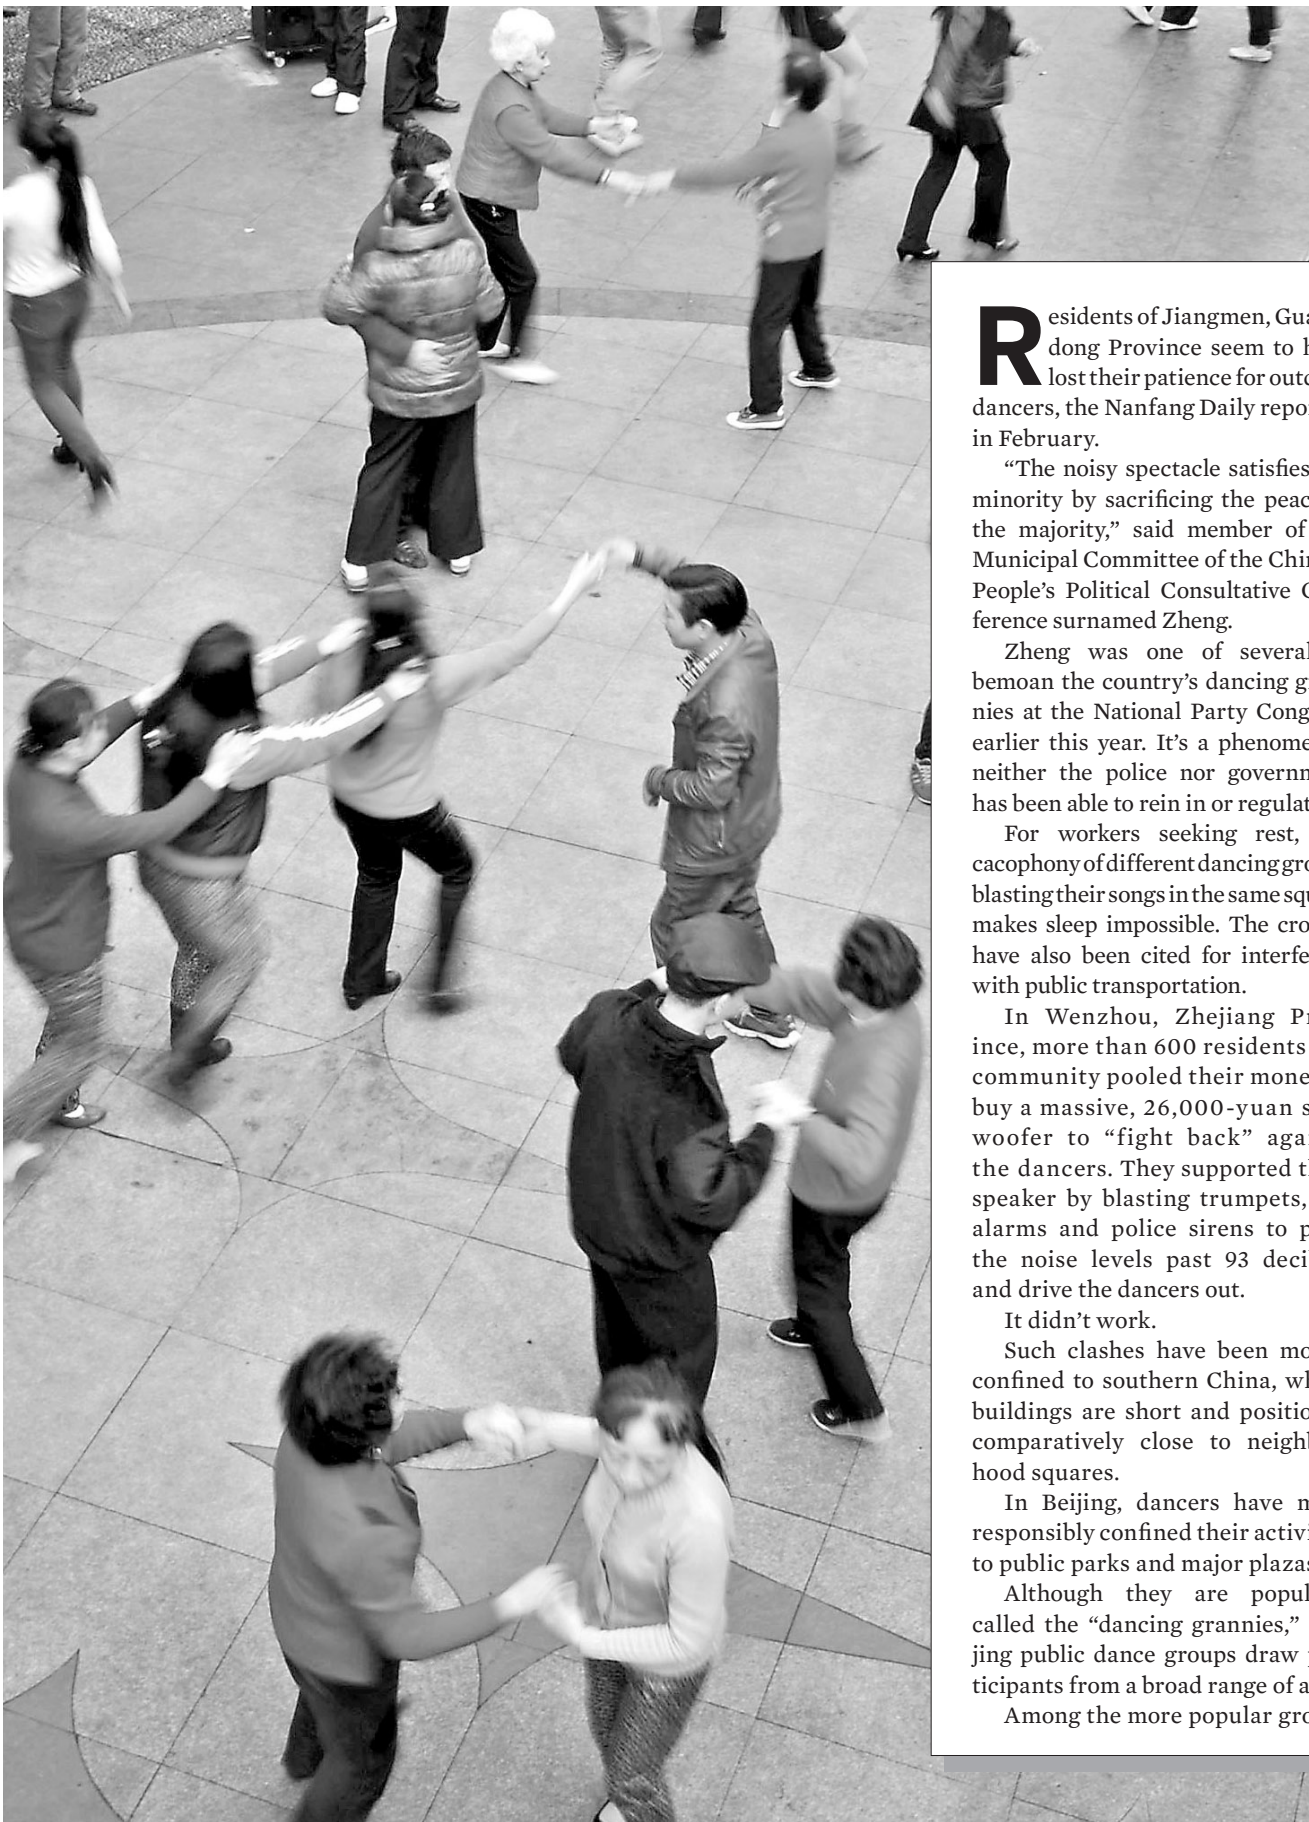 Residents of Jiangmen, Gua
dong Province seem to h
lost their patience for outd
dancers, the Nanfang Daily repor
in February.
“The noisy spectacle satisfies
minority by sacrificing the peac
the majority,” said member of
Municipal Committee of the Chin
People’s Political Consultative C
ference surnamed Zheng.
Zheng was one of several
bemoan the country’s dancing g
nies at the National Party Cong
earlier this year. It’s a phenome
neither the police nor governm
has been able to rein in or regulat
For workers seeking rest,
cacophony of different dancing gro
blasting their songs in the same squ
makes sleep impossible. The cro
have also been cited for interfe
with public transportation.
In Wenzhou, Zhejiang Pr
ince, more than 600 residents
community pooled their mone
buy a massive, 26,000-yuan s
woofer to “fight back” agai
the dancers. They supported th
speaker by blasting trumpets,
alarms and police sirens to p
the noise levels past 93 deci
and drive the dancers out.
It didn’t work.
Such clashes have been mo
confined to southern China, wh
buildings are short and positio
comparatively close to neighb
hood squares.
In Beijing, dancers have m
responsibly confined their activi
to public parks and major plazas
Although they are popul
called the “dancing grannies,”
jing public dance groups draw p
ticipants from a broad range of a
Among the more popular gro